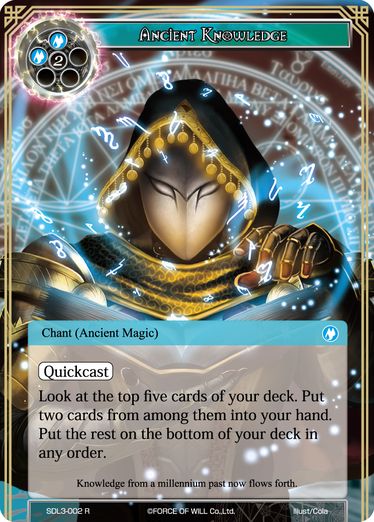 Ancient Knowledge
2
Chant (Ancient Magic)
Quickcast
Look at the top five cards of your deck. Put
two cards from among them into your hand.
Put the rest on the bottom of your deck in
any order.
Knowledge from a millennium past now flows forth.
SDL3-002 R ©FORCE OF WILL Co.,Ltd. Illust/Cola